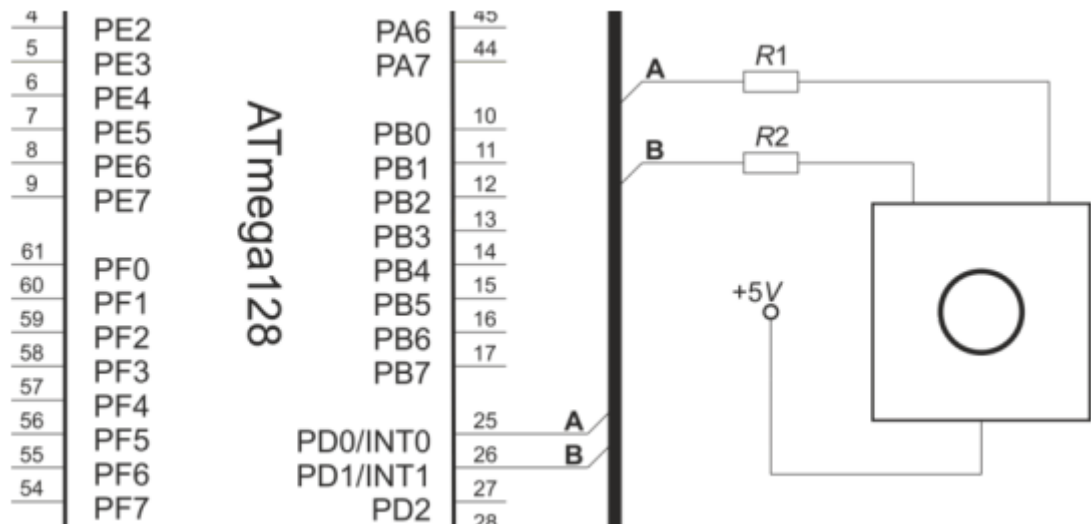 4 PE2 PA6 45
5 PE3 PA7 44
6 PE4
7 PE5 PB0 10
8 PE6 PB1 11
9 PE7 PB2 12
PB3 13
61 PF0 PB4 14
60 PF1 PB5 15
59 PF2 PB6 16
58 PF3 PB7 17
57 PF4
56 PF5 PD0/INT0 25 A
55 PF6 PD1/INT1 26 B
54 PF7 PD2 27
28
ATmega128
A R1
B R2
+5V